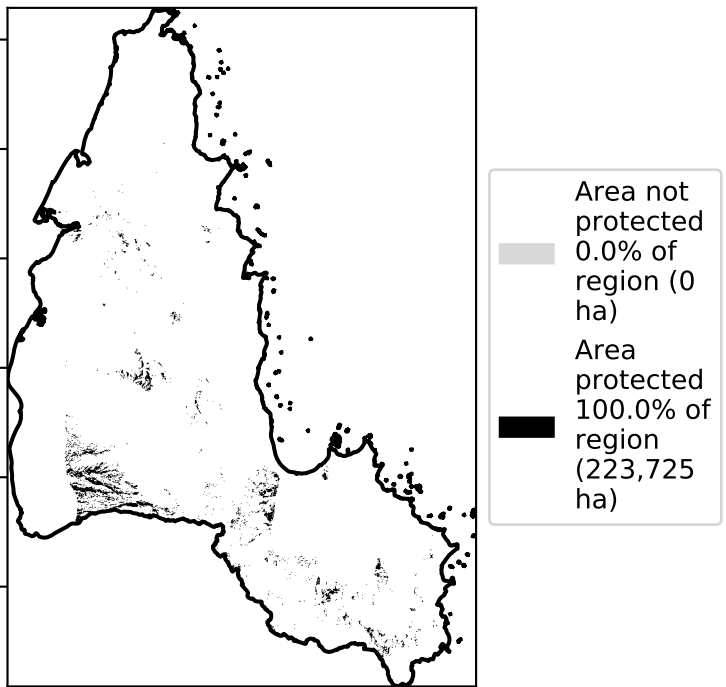 Area not
protected
0.0% of
region (0
ha)
Area
protected
100.0% of
region
(223,725
ha)